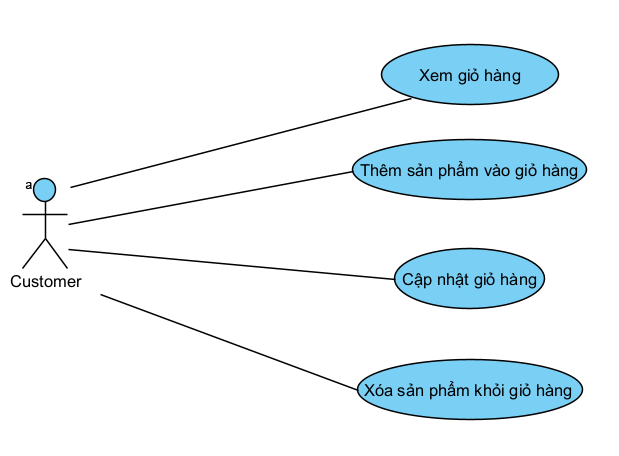 Xem giỏ hàng
Thêm sản phẩm vào giỏ hàng
a
Customer
Cập nhật giỏ hàng
Xóa sản phẩm khỏi giỏ hàng